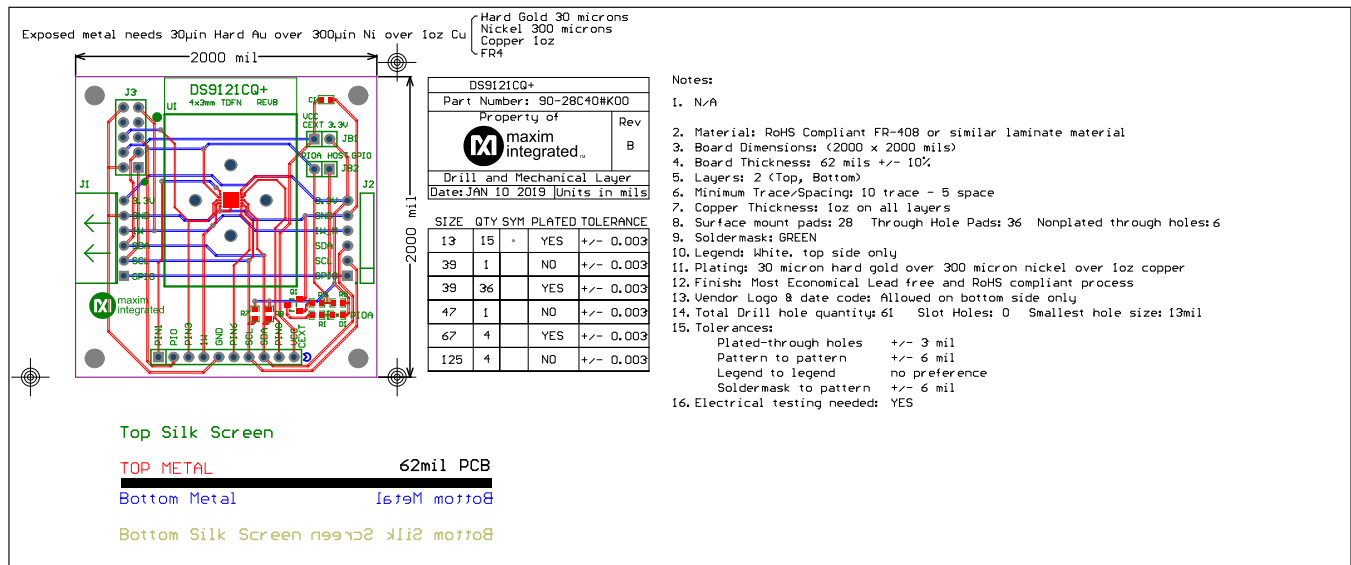 Exposed metal needs 30µin Hard Au over 300µin Ni over 1oz Cu
Hard Gold 30 microns
Nickel 300 microns
Copper 1oz
FR4
2000 mil
2000 mil
DS9121CQ+
4x3mm TDFN REVB
J3
U1
C1
VCC
CEXT 3.3V
JB1
PIOA HOST GPIO
JB2
J1
J2
3.3V
GND
IW
SDA
SCL
GPIO
3.3V
GND
SDA
SCL
GPIO
maxim
integrated
Q1
R7
R1
D1
PIOA
PIN1
PIO
PIN3
IW
GND
PIN6
SCL
SDA
PIN9
VCC
CEXT
DS9121CQ+
Part Number: 90-28C40#K00
Property of
maxim
integrated™
Rev
B
Drill and Mechanical Layer
Date: JAN 10 2019 Units in mils
SIZE QTY SYM PLATED TOLERANCE
13 15 ° YES +/- 0.003
39 1 NO +/- 0.003
39 36 YES +/- 0.003
47 1 NO +/- 0.003
67 4 YES +/- 0.003
125 4 NO +/- 0.003
Notes:
1. N/A
2. Material: RoHS Compliant FR-408 or similar laminate material
3. Board Dimensions: (2000 x 2000 mils)
4. Board Thickness: 62 mils +/- 10%
5. Layers: 2 (Top, Bottom)
6. Minimum Trace/Spacing: 10 trace - 5 space
7. Copper Thickness: 1oz on all layers
8. Surface mount pads: 28 Through Hole Pads: 36 Nonplated through holes: 6
9. Soldermask: GREEN
10. Legend: White, top side only
11. Plating: 30 micron hard gold over 300 micron nickel over 1oz copper
12. Finish: Most Economical Lead free and RoHS compliant process
13. Vendor Logo & date code: Allowed on bottom side only
14. Total Drill hole quantity: 61 Slot Holes: 0 Smallest hole size: 13mil
15. Tolerances:
Plated-through holes +/- 3 mil
Pattern to pattern +/- 6 mil
Legend to legend no preference
Soldermask to pattern +/- 6 mil
16. Electrical testing needed: YES
Top Silk Screen
TOP METAL 62mil PCB
Bottom Metal Bottom Metal
Bottom Silk Screen Bottom Silk Screen